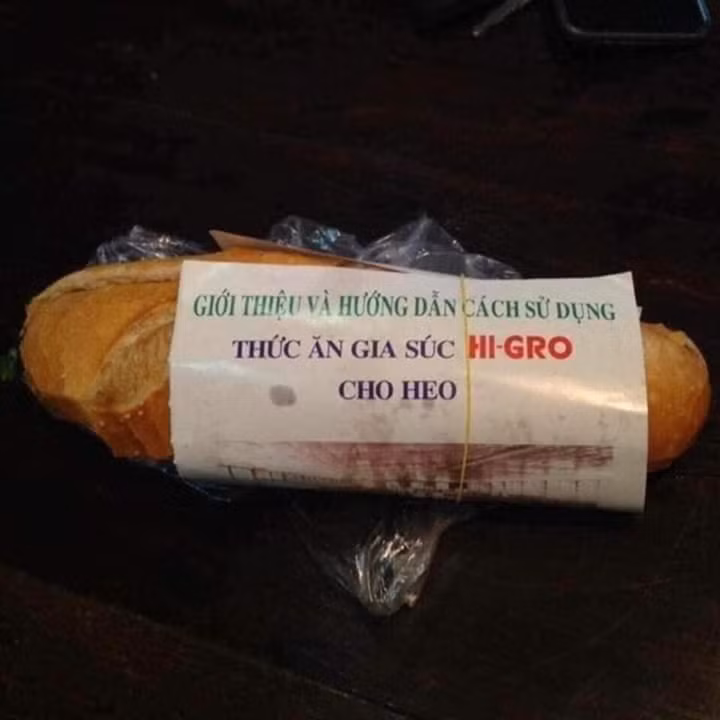 GIỚI THIỆU VÀ HƯỚNG DẪN CÁCH SỬ DỤNG
THỨC ĂN GIA SÚC HI-GRO
CHO HEO